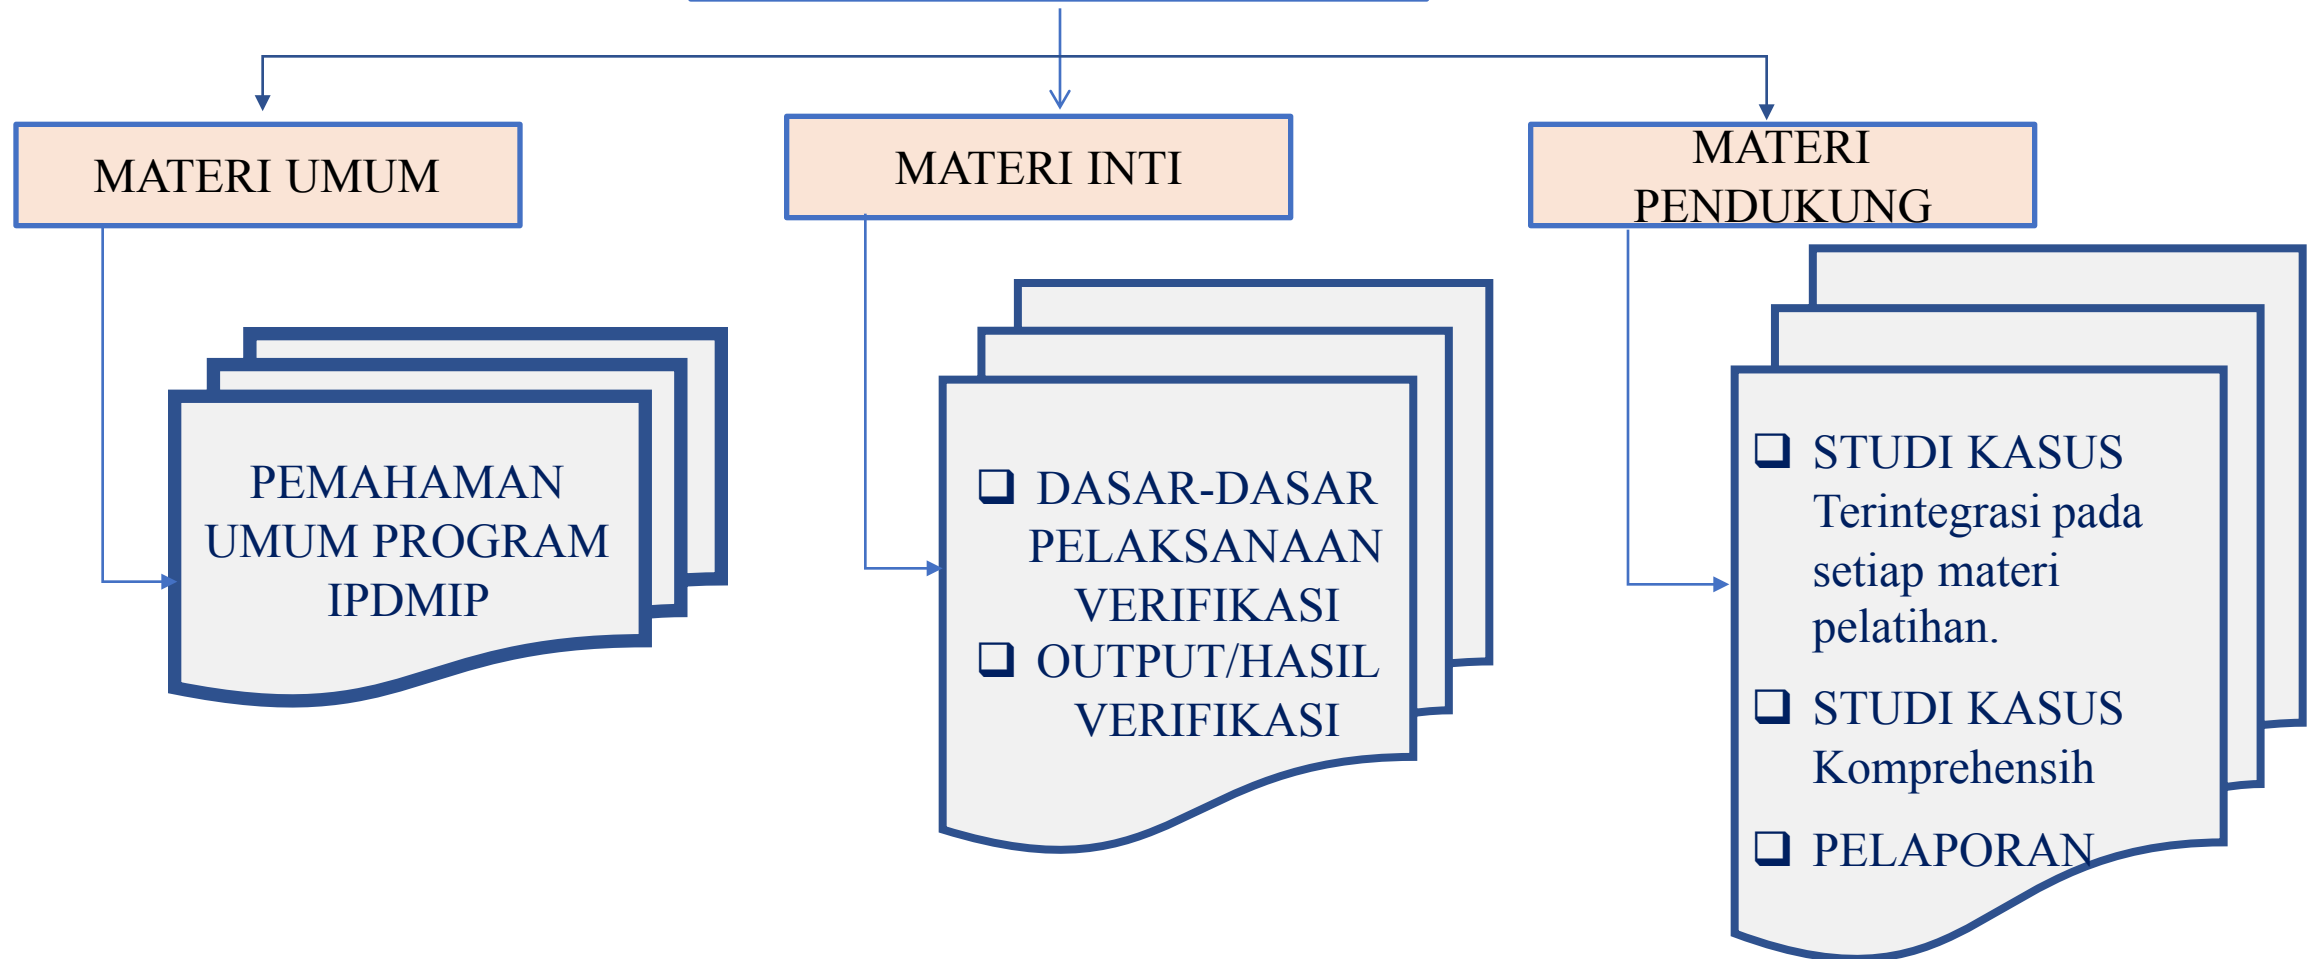 MATERI UMUM
MATERI INTI
MATERI
PENDUKUNG
PEMAHAMAN
UMUM PROGRAM
IPDMIP
❑ DASAR-DASAR
PELAKSANAAN
VERIFIKASI
❑ OUTPUT/HASIL
VERIFIKASI
❑ STUDI KASUS
Terintegrasi pada
setiap materi
pelatihan.
❑ STUDI KASUS
Komprehensih
❑ PELAPORAN